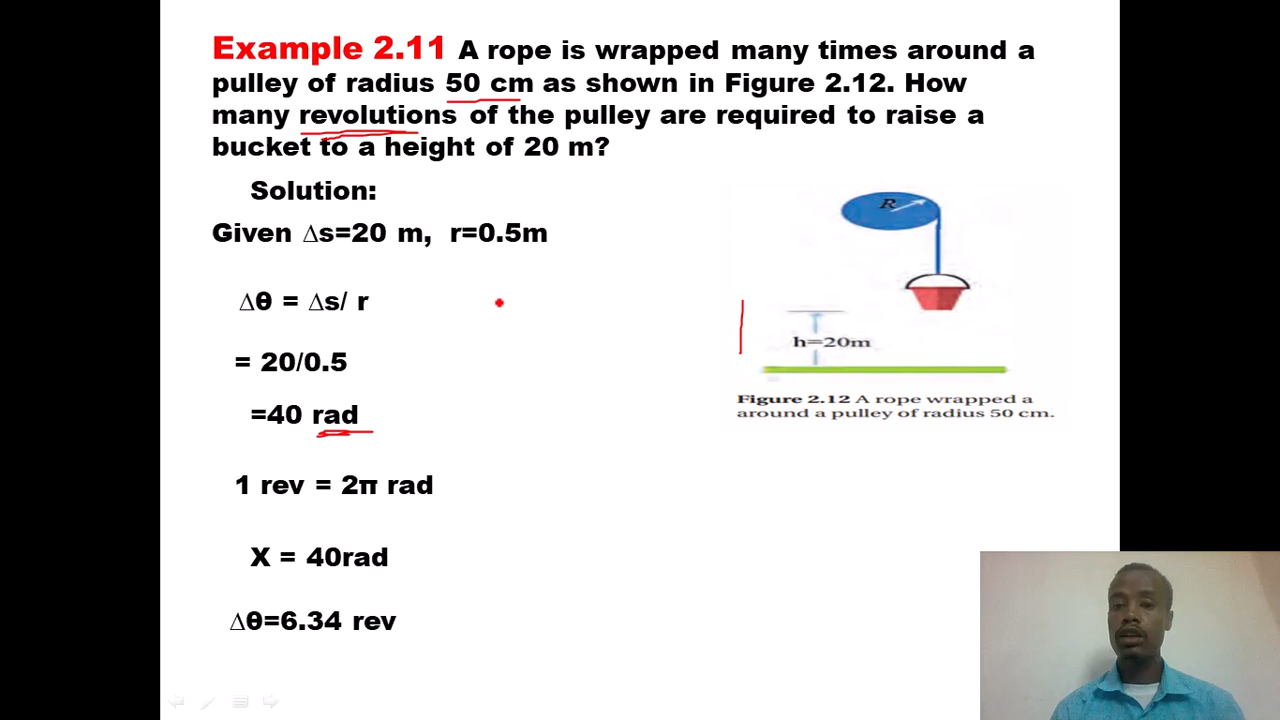 Example 2.11 A rope is wrapped many times around a
pulley of radius 50 cm as shown in Figure 2.12. How
many revolutions of the pulley are required to raise a
bucket to a height of 20 m?
Solution:
Given ∆s=20 m, r=0.5m
∆θ = ∆s/ r
= 20/0.5
=40 rad
1 rev = 2π rad
X = 40rad
∆θ=6.34 rev
R
h=20m
Figure 2.12 A rope wrapped a
around a pulley of radius 50 cm.